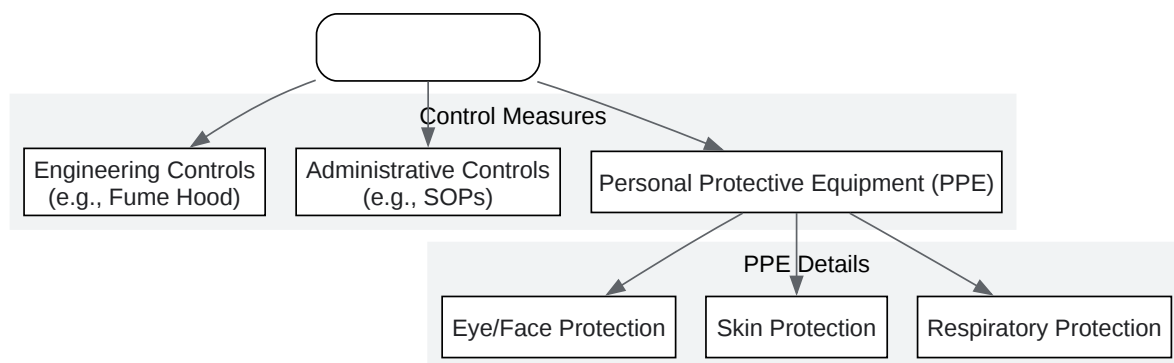 Control Measures
Engineering Controls
(e.g., Fume Hood)
Administrative Controls
(e.g., SOPs)
Personal Protective Equipment (PPE)
PPE Details
Eye/Face Protection
Skin Protection
Respiratory Protection